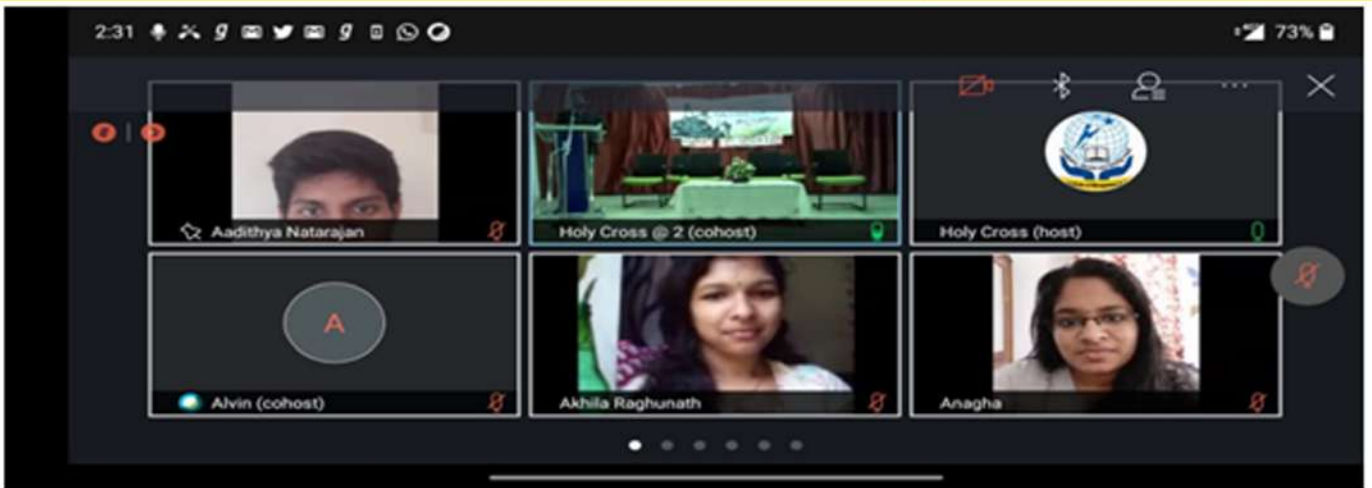 2:31 73%
Aadithya Natarajan
Holy Cross @ 2 (cohost)
Holy Cross (host)
A
Alvin (cohost)
Akhila Raghunath
Anagha